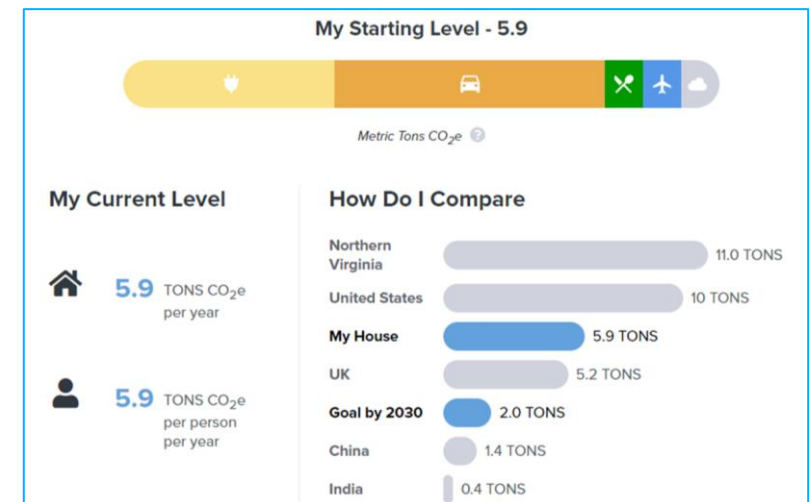 My Starting Level - 5.9
Metric Tons CO₂e ?
My Current Level
5.9 TONS CO₂e
per year
5.9 TONS CO₂e
per person
per year
How Do I Compare
Northern
Virginia
11.0 TONS
United States 10 TONS
My House 5.9 TONS
UK 5.2 TONS
Goal by 2030 2.0 TONS
China 1.4 TONS
India 0.4 TONS